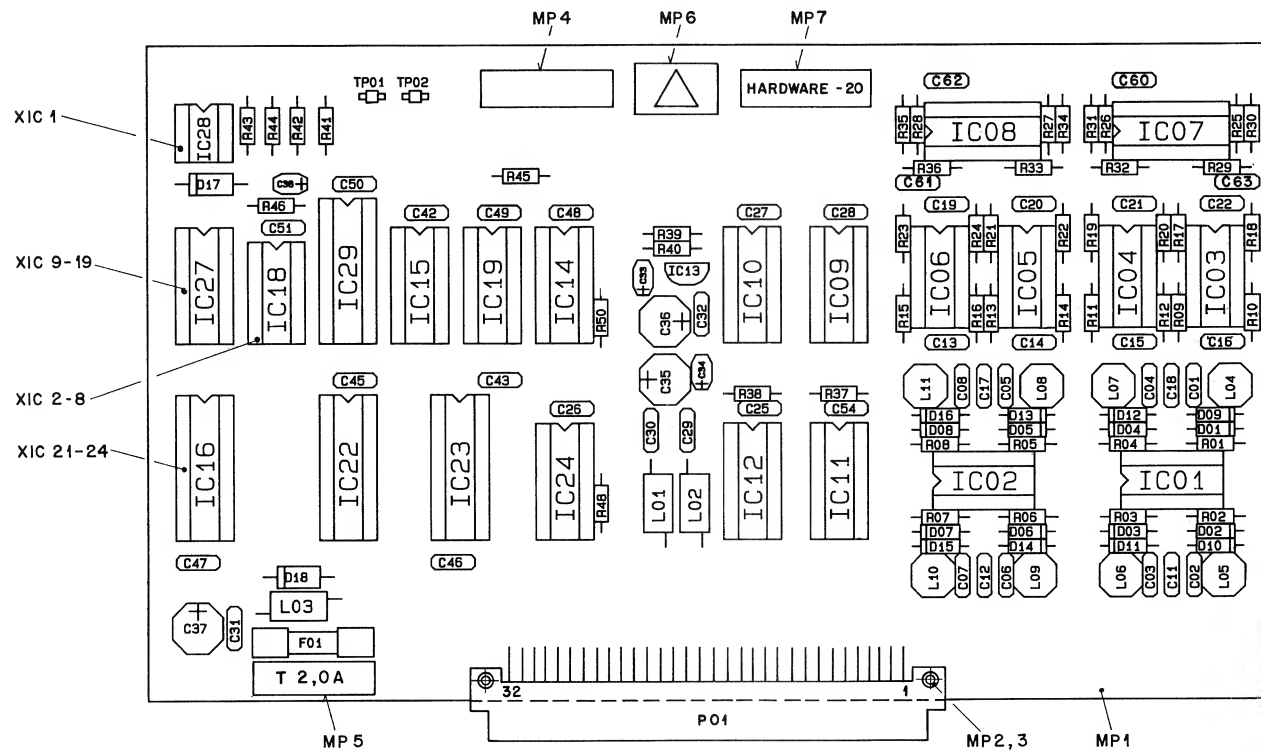 MP4 MP6 MP7
TP01 TP02 HARDWARE -20 C62 C60
XIC 1 IC28 R43 R44 R42 R41 R35 R28 IC08 R27 R34 R31 R26 IC07 R25 R30
R36 R33 R32 R29
D17 C38 C50 R45 C61 C63
R46 C51 C42 C49 C48 C27 C28 C19 C20 C21 C22
R39 R23 R24 R21 R22 R19 R20 R17 R18
R40
XIC 9-19 IC27 IC18 IC29 IC15 IC19 IC14 C33 IC13 IC10 IC09 IC06 IC05 IC04 IC03
R50 C36 C32 R15 R16 R13 R14 R11 R12 R09 R10
C13 C14 C15 C16
XIC 2-8 C45 C43 C35 C34 L11 C08 C17 C05 L08 L07 C04 C18 C01 L04
R38 R37
C26 C25 C54 D16 D13 D12 D09
C30 C29 D08 D05 D04 D01
R08 R05 R04 R01
XIC 21-24 IC16 IC22 IC23 IC24 R48 L01 L02 IC12 IC11 IC02 IC01
R07 R06 R03 R02
D07 D06 D03 D02
D15 D14 D11 D10
C47 C46 L10 C07 C12 C06 L09 L06 C03 C11 C02 L05
D18
L03
C37 C31
F01
T 2,0A
32 1
P01
MP5 MP2,3 MP1